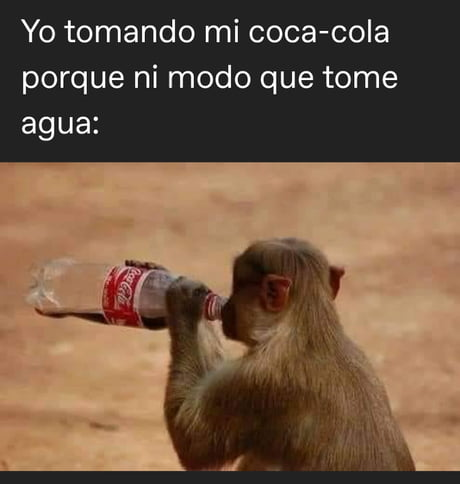 Yo tomando mi coca-cola
porque ni modo que tome
agua:
Coca-Cola